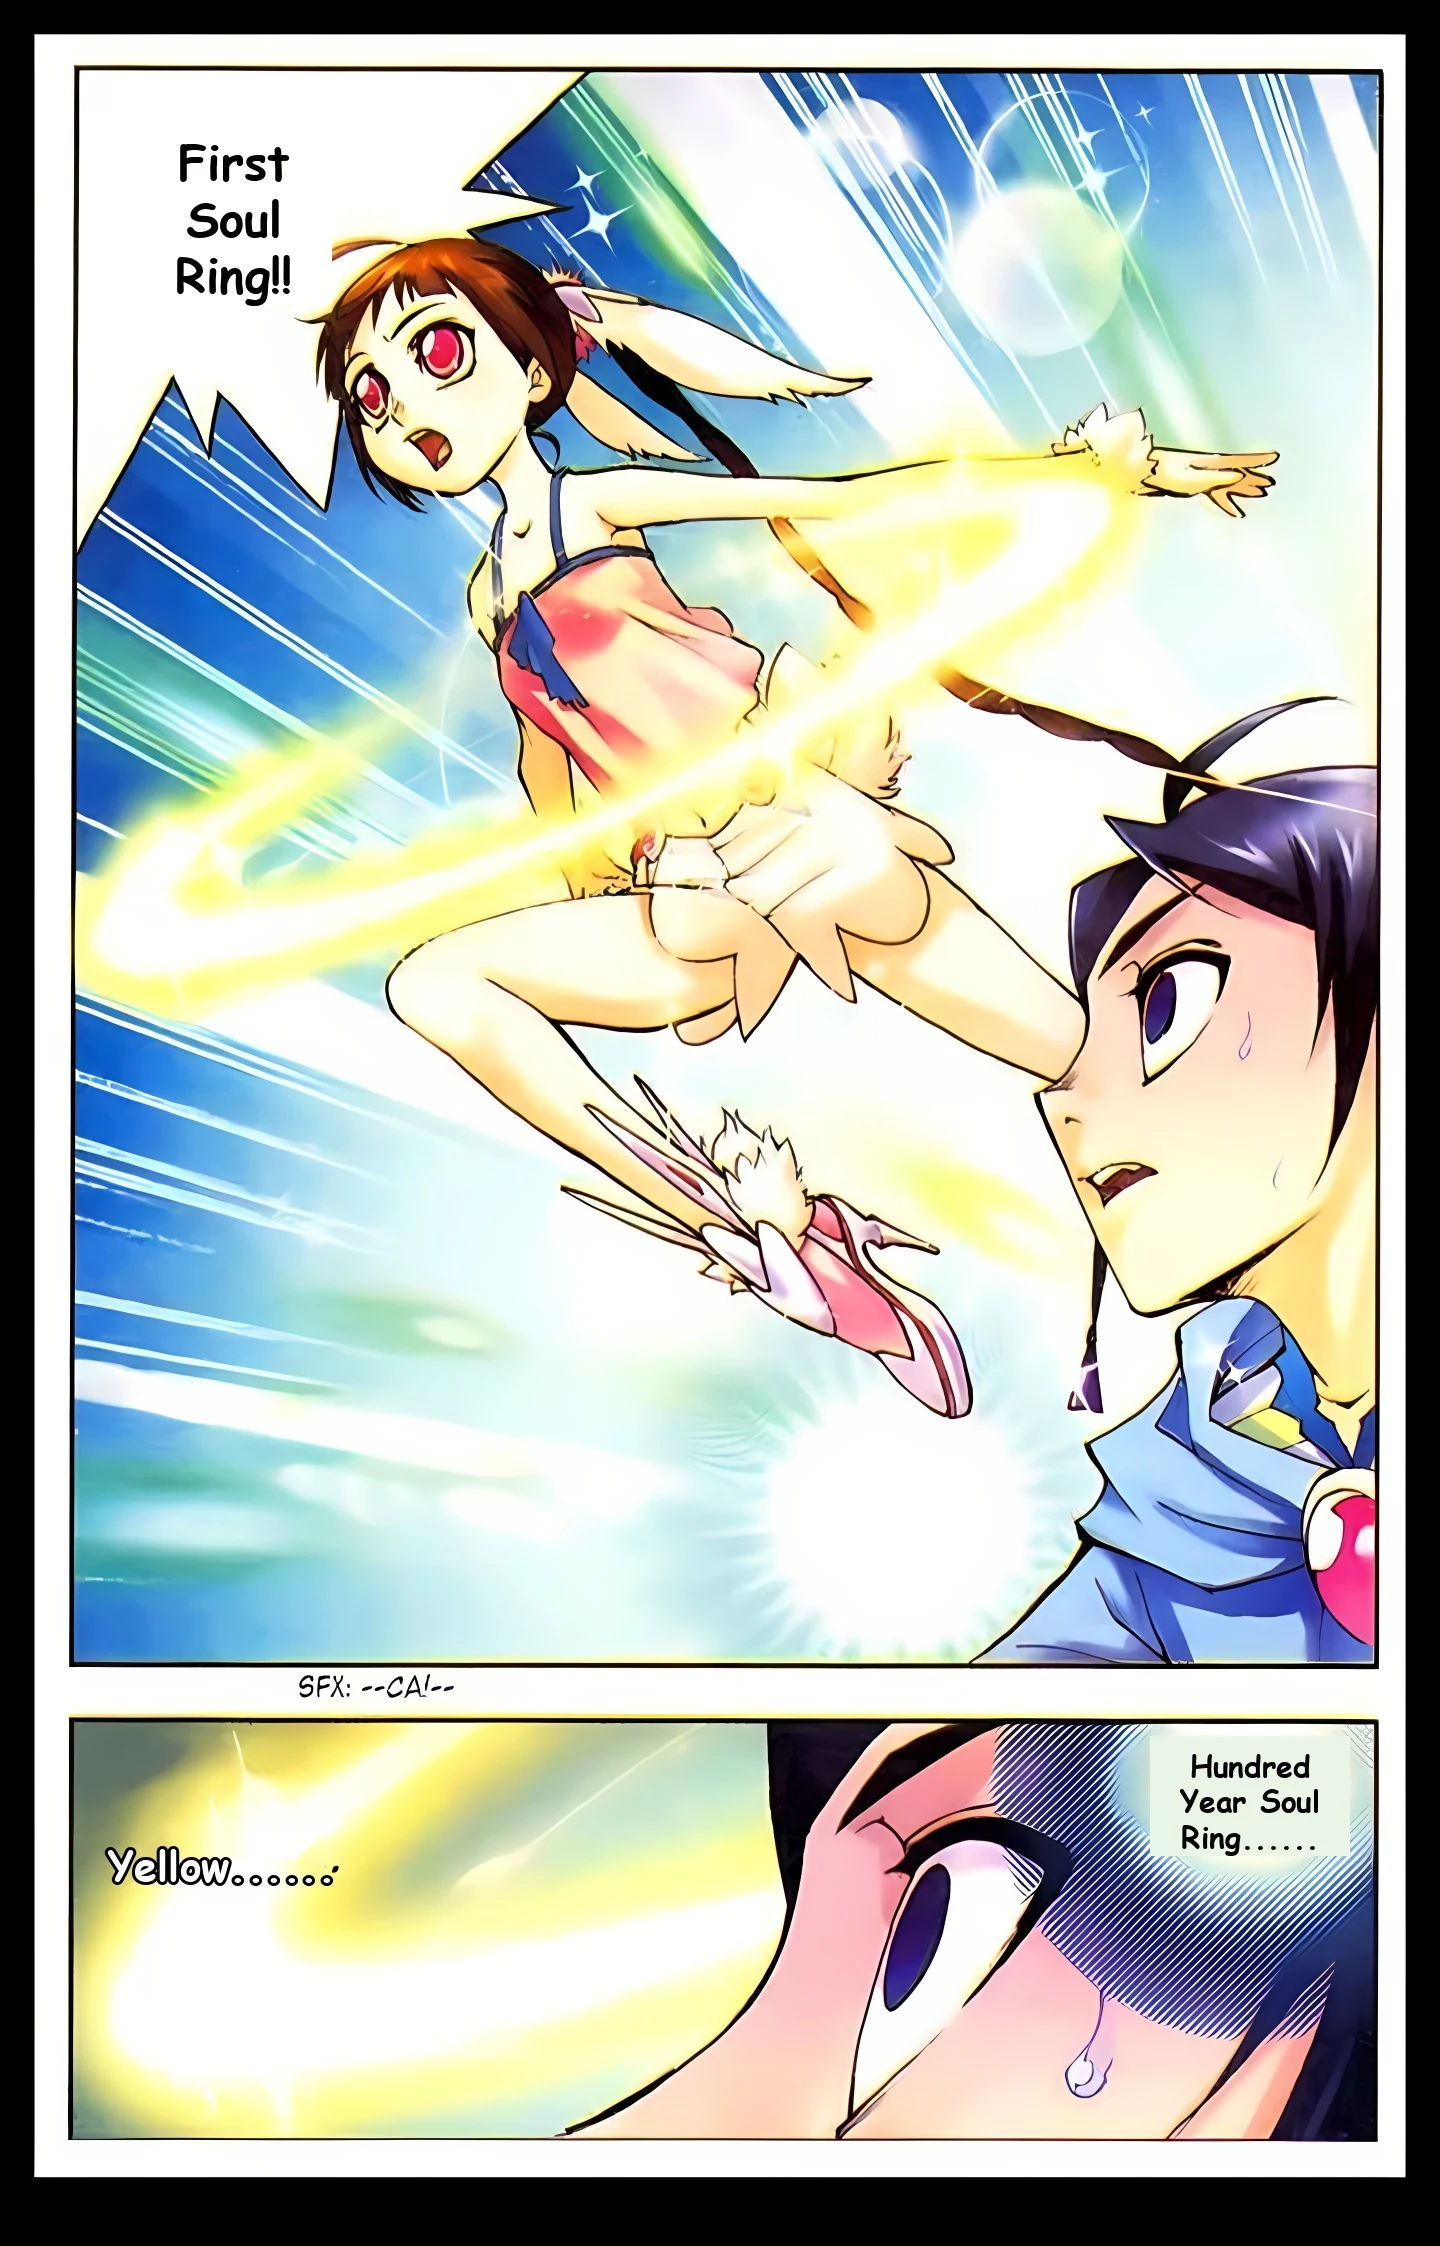 First
Soul
Ring!!
SFX: --CA!--
Yellow......
Hundred
Year Soul
Ring......